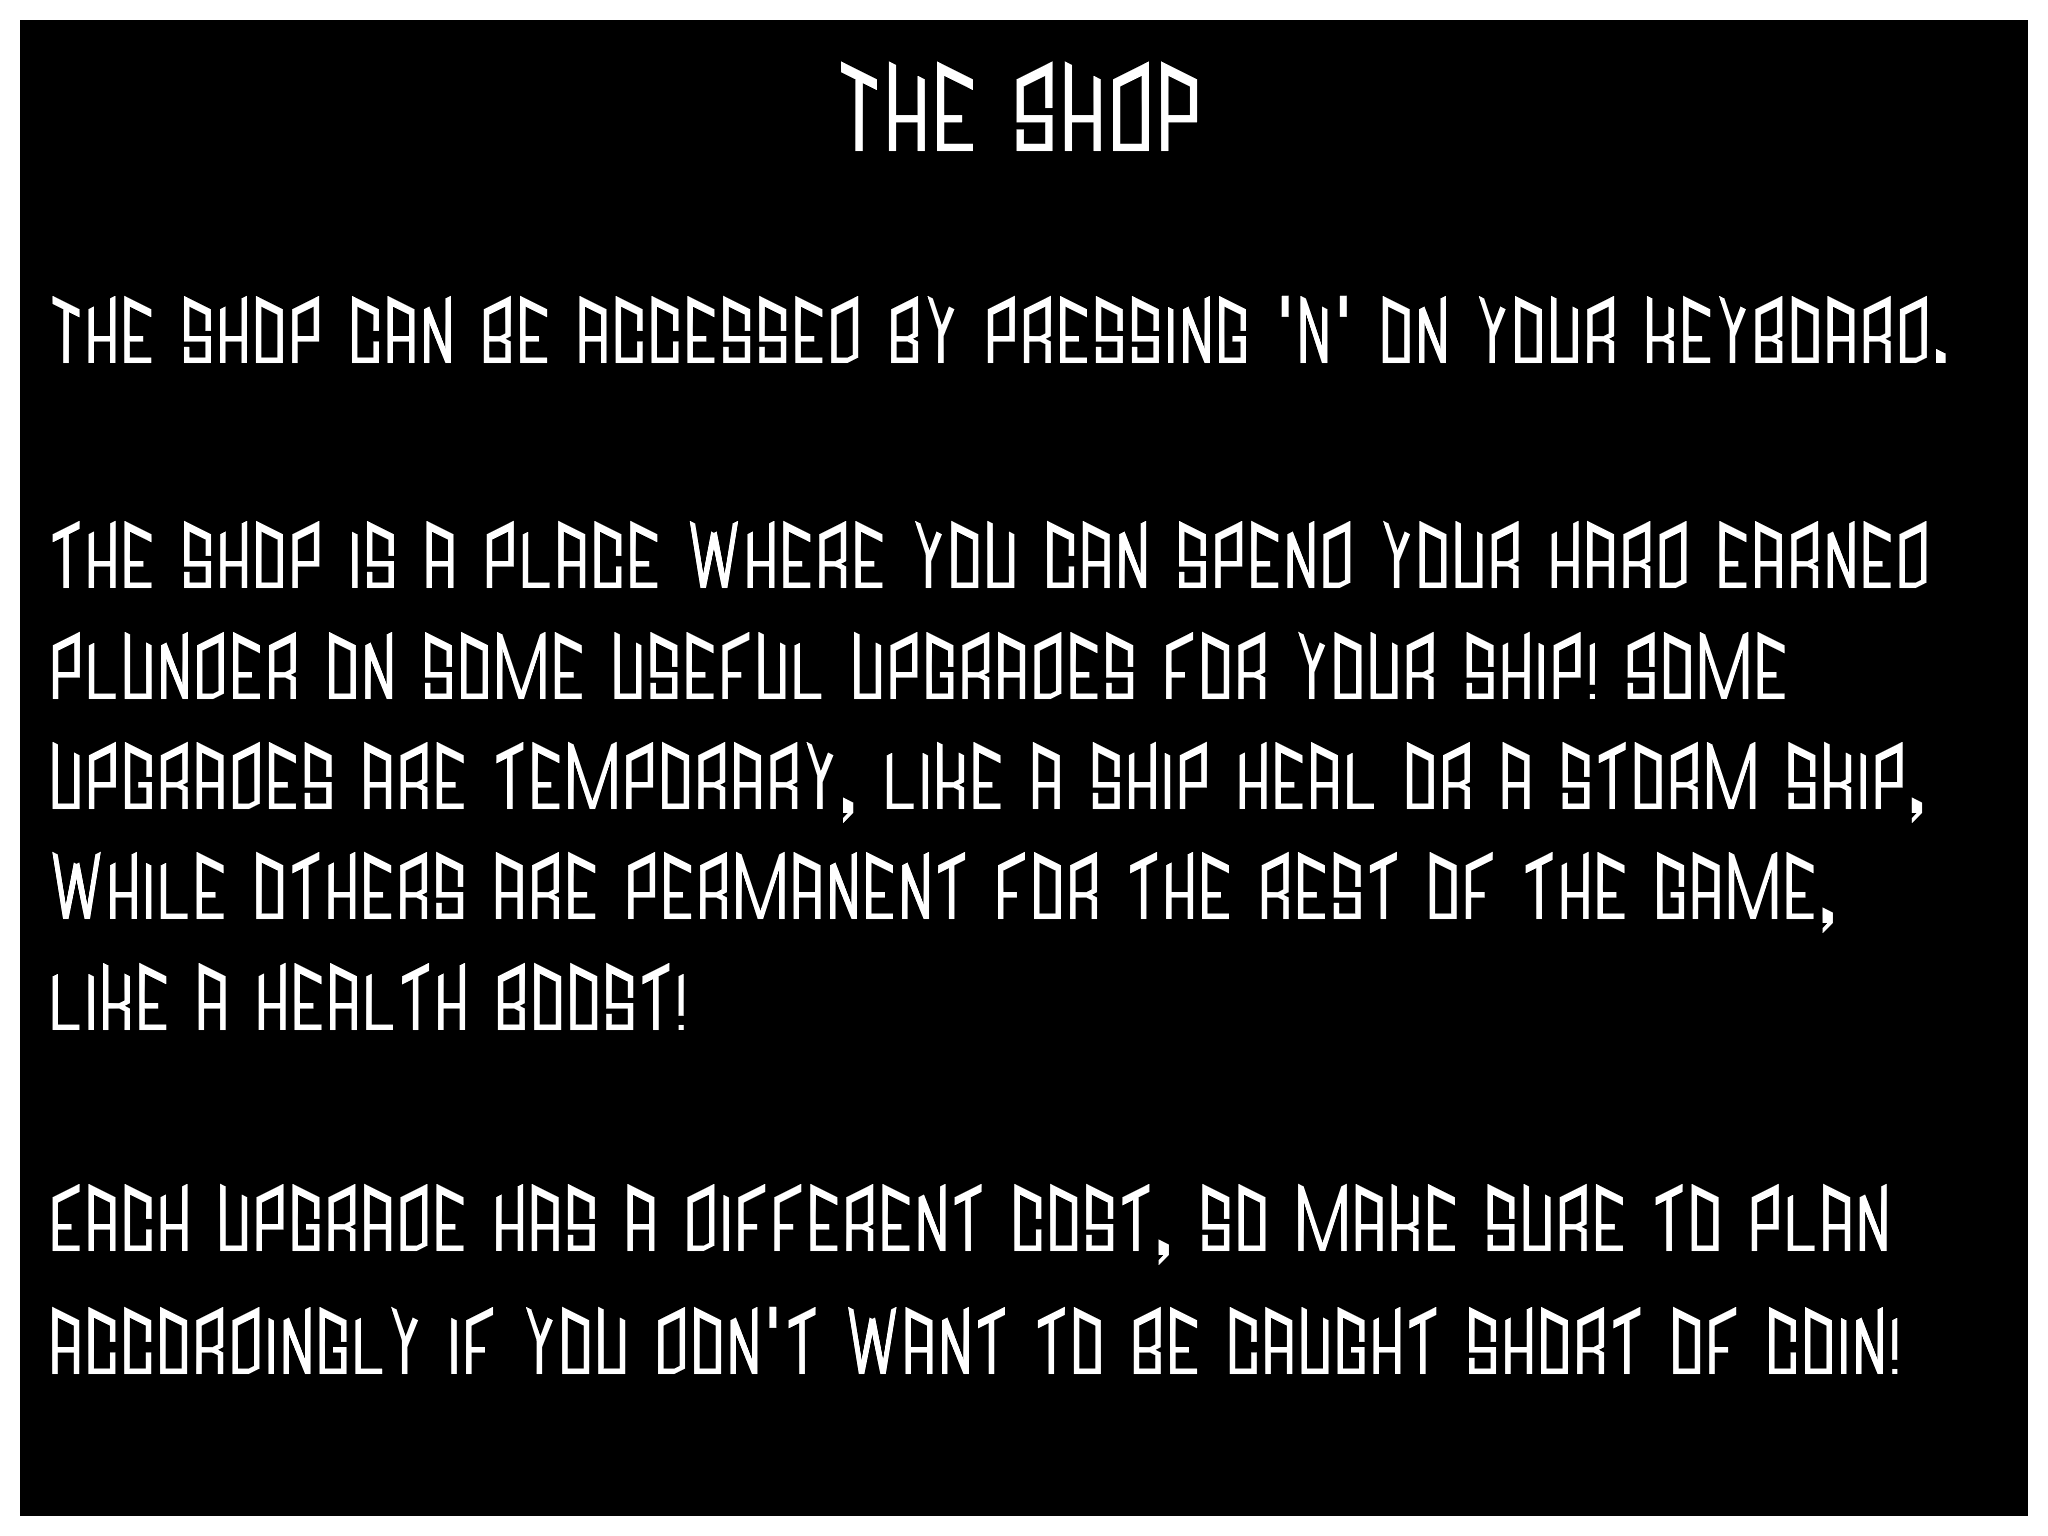 THE SHOP
THE SHOP CAN BE ACCESSED BY PRESSING 'N' ON YOUR KEYBOARD.
THE SHOP IS A PLACE WHERE YOU CAN SPEND YOUR HARD EARNED
PLUNDER ON SOME USEFUL UPGRADES FOR YOUR SHIP! SOME
UPGRADES ARE TEMPORARY, LIKE A SHIP HEAL OR A STORM SKIP,
WHILE OTHERS ARE PERMANENT FOR THE REST OF THE GAME,
LIKE A HEALTH BOOST!
EACH UPGRADE HAS A DIFFERENT COST, SO MAKE SURE TO PLAN
ACCORDINGLY IF YOU DON'T WANT TO BE CAUGHT SHORT OF COIN!